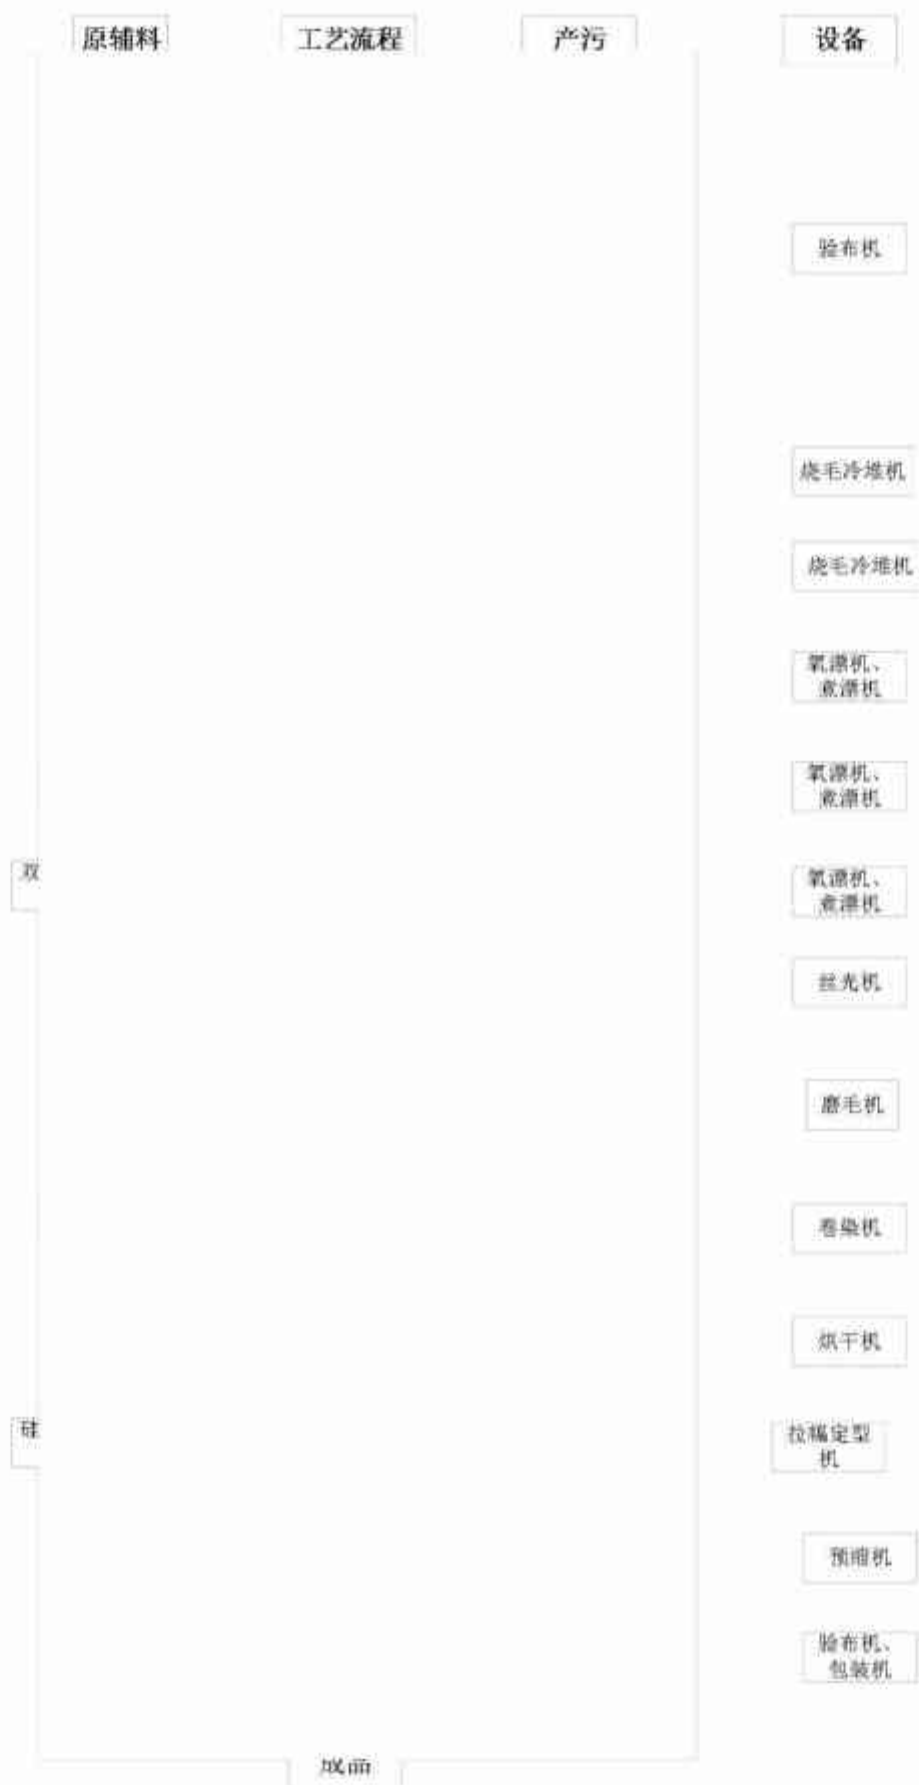 原辅料 工艺流程 产污 设备
验布机
烧毛冷堆机
烧毛冷堆机
氧漂机、
煮漂机
氧漂机、
煮漂机
双
氧漂机、
煮漂机
丝光机
磨毛机
卷染机
烘干机
硅
拉幅定型
机
预缩机
验布机、
包装机
成品